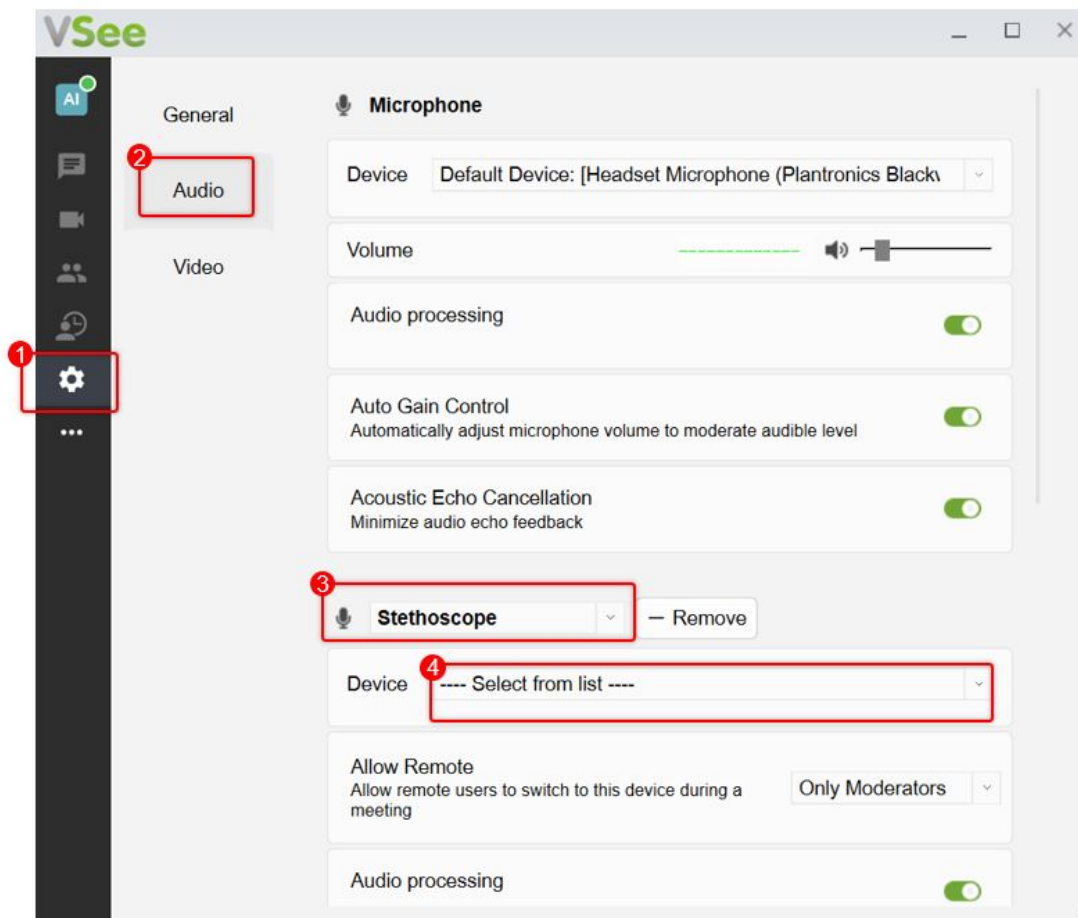 VSee
AI
General
Microphone
2
Audio
Device Default Device: [Headset Microphone (Plantronics Blackw
Volume
Video
Audio processing
1
Auto Gain Control
Automatically adjust microphone volume to moderate audible level
Acoustic Echo Cancellation
Minimize audio echo feedback
3
Stethoscope
Remove
4
Device ---- Select from list ----
Allow Remote
Allow remote users to switch to this device during a
meeting
Only Moderators
Audio processing